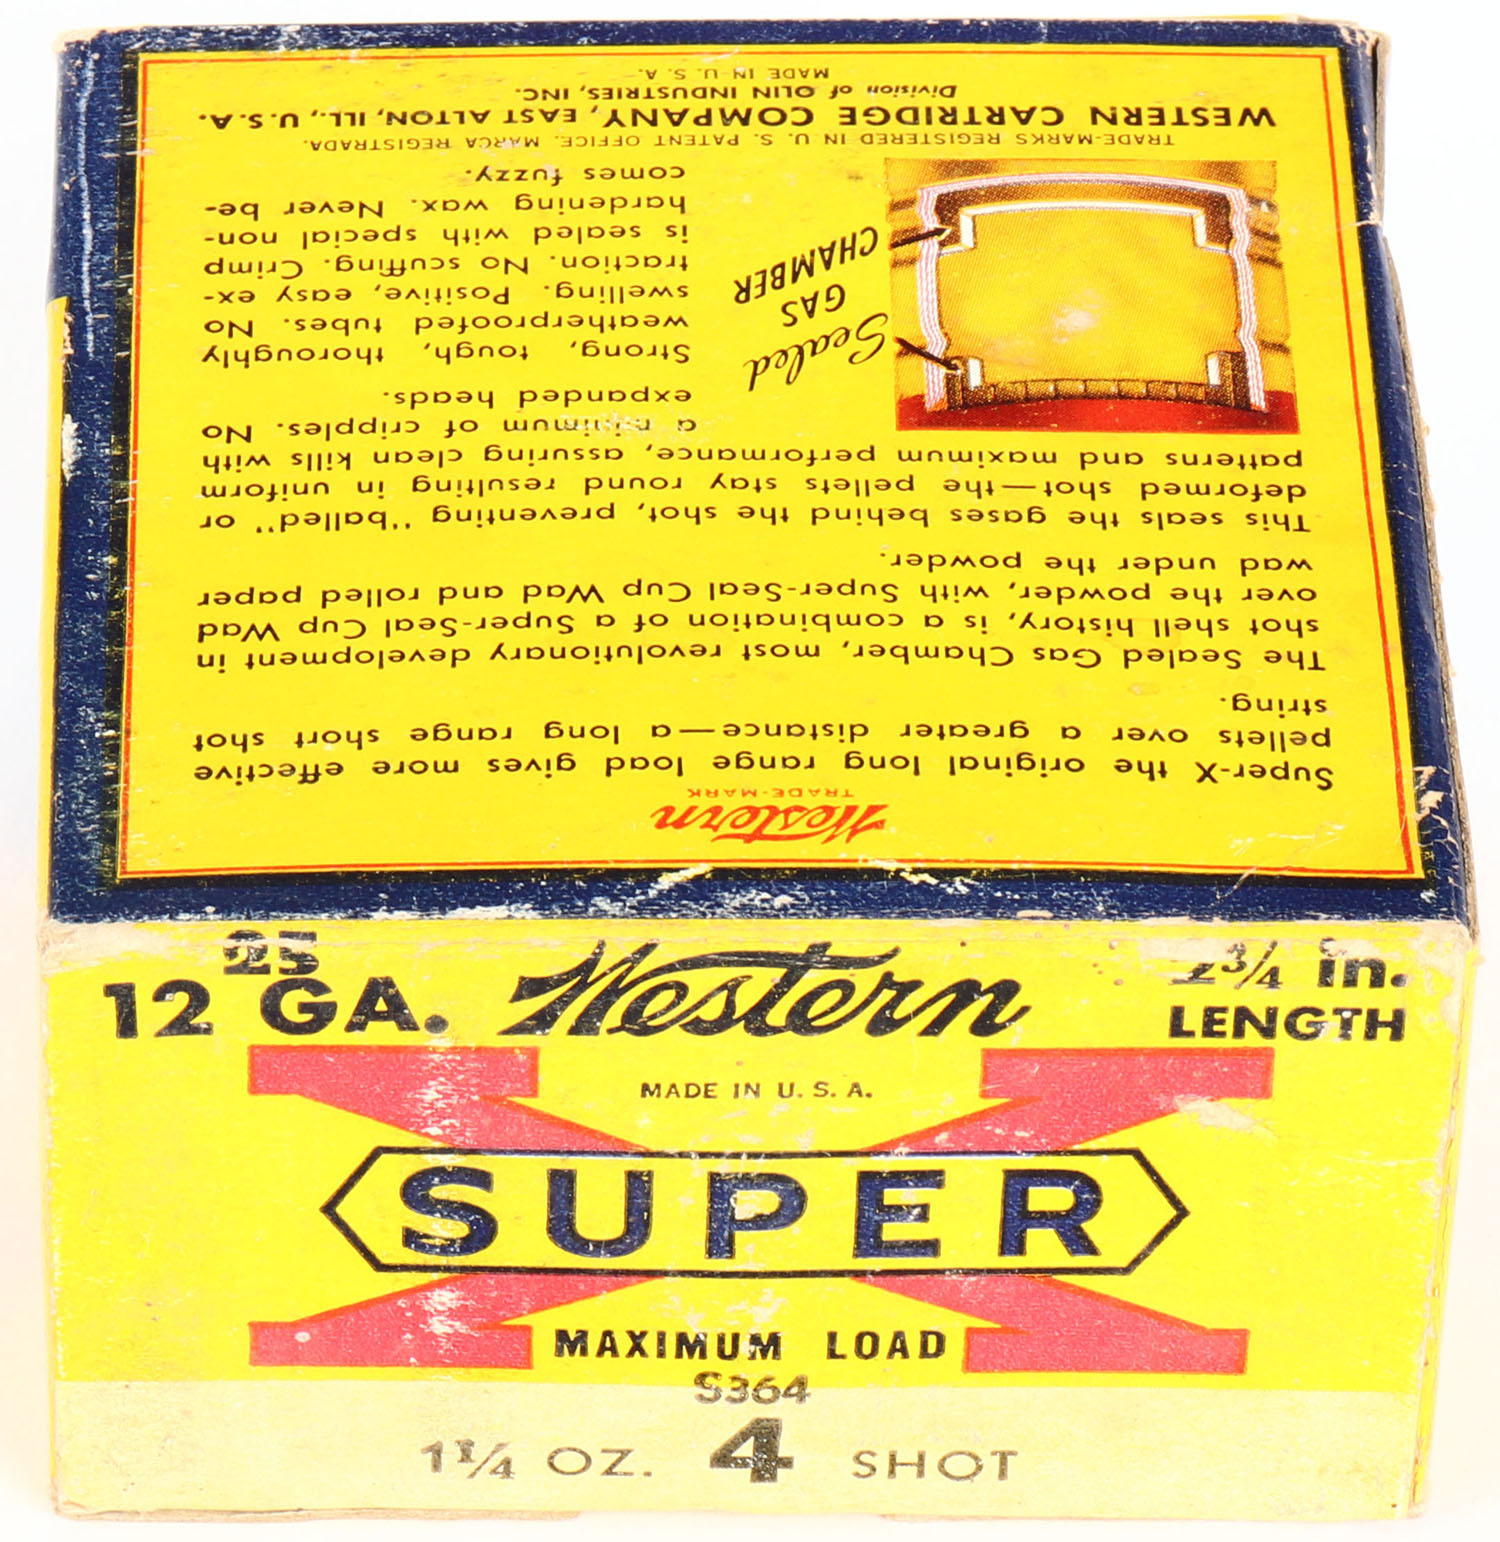 Western
TRADE-MARK
Super-X the original long range load gives more effective
pellets over a greater distance—a long range short shot
string.
The Sealed Gas Chamber, most revolutionary development in
shot shell history, is a combination of a Super-Seal Cup Wad
over the powder, with Super-Seal Cup Wad and rolled paper
wad under the powder.
This seals the gases behind the shot, preventing "balled" or
deformed shot—the pellets stay round resulting in uniform
patterns and maximum performance, assuring clean kills with
a minimum of cripples. No
expanded heads.
Strong, tough, thoroughly
weatherproofed tubes. No
swelling. Positive, easy ex-
traction. No scuffing. Crimp
is sealed with special non-
hardening wax. Never be-
comes fuzzy.
Sealed
GAS
CHAMBER
TRADE-MARKS REGISTERED IN U. S. PATENT OFFICE. MARCA REGISTRADA.
WESTERN CARTRIDGE COMPANY, EAST ALTON, ILL., U.S.A.
Division of OLIN INDUSTRIES, INC.
MADE IN U. S. A.
25
12 GA.
Western
2¾ in.
LENGTH
MADE IN U. S. A.
X
SUPER
MAXIMUM LOAD
S364
1¼ OZ. 4 SHOT